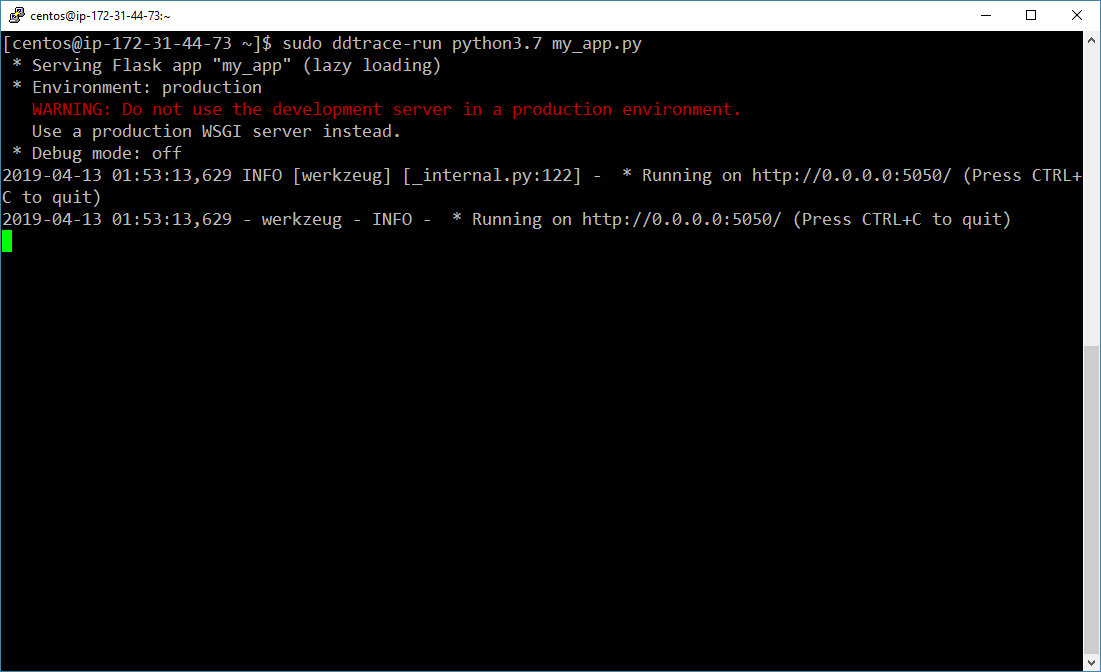 centos@ip-172-31-44-73:~
[centos@ip-172-31-44-73 ~]$ sudo ddtrace-run python3.7 my_app.py
 * Serving Flask app "my_app" (lazy loading)
 * Environment: production
   WARNING: Do not use the development server in a production environment.
   Use a production WSGI server instead.
 * Debug mode: off
2019-04-13 01:53:13,629 INFO [werkzeug] [_internal.py:122] -  * Running on http://0.0.0.0:5050/ (Press CTRL+
C to quit)
2019-04-13 01:53:13,629 - werkzeug - INFO -  * Running on http://0.0.0.0:5050/ (Press CTRL+C to quit)